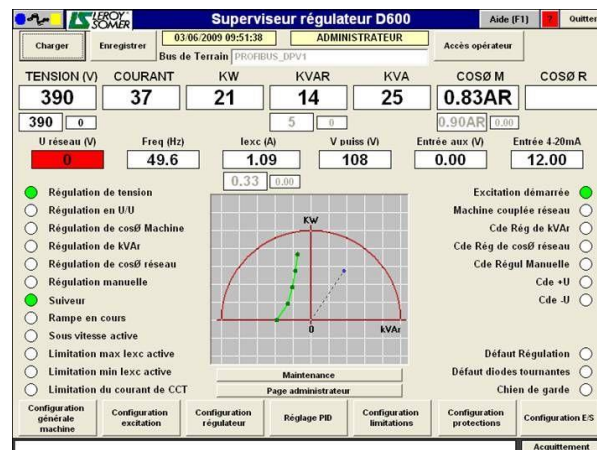 LEROY SOMER Superviseur régulateur D600 Aide (F1) ? Quitter
Charger Enregistrer 03/06/2009 09:51:38 ADMINISTRATEUR Accès opérateur
Bus de Terrain PROFIBUS_DPV1
TENSION (V) COURANT KW KVAR KVA COSØ M COSØ R
390 37 21 14 25 0.83AR
390 0 5 0 0.90AR 0.00
U réseau (V) Freq (Hz) Iexc (A) V puiss (V) Entrée aux (V) Entrée 4-20mA
0 49.6 1.09 108 0.00 12.00
0.33 0.00
Régulation de tension
Régulation en U/U
Régulation de cosØ Machine
Régulation de kVAr
Régulation de cosØ réseau
Régulation manuelle
Suiveur
Rampe en cours
Sous vitesse active
Limitation max Iexc active
Limitation min Iexc active
Limitation du courant de CCT
KW
0 kVAr
Maintenance
Page administrateur
Excitation démarrée
Machine couplée réseau
Cde Rég de kVAr
Cde Rég de cosØ réseau
Cde Régul Manuelle
Cde +U
Cde -U
Défaut Régulation
Défaut diodes tournantes
Chien de garde
Configuration générale machine
Configuration excitation
Configuration régulateur
Réglage PID
Configuration limitations
Configuration protections
Configuration E/S
Acquittement